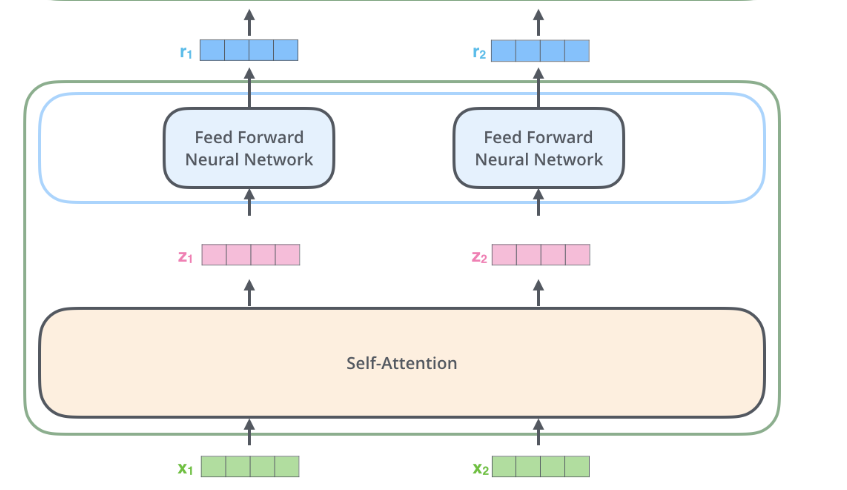 r1 r2
Feed Forward Feed Forward
Neural Network Neural Network
z1 z2
Self-Attention
x1 x2